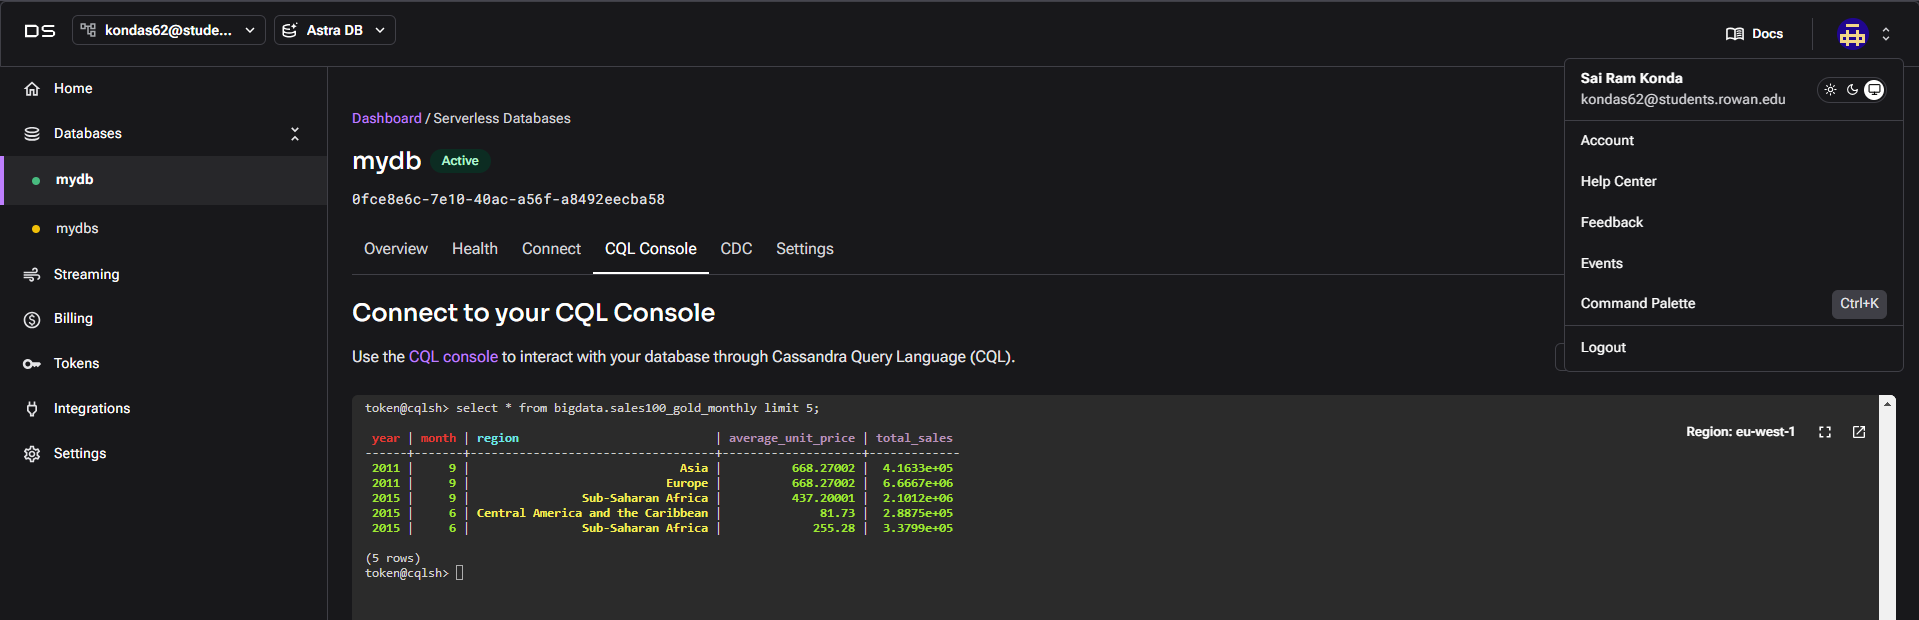 DS kondas62@stude... Astra DB Docs
Sai Ram Konda
kondas62@students.rowan.edu
Account
Help Center
Feedback
Events
Command Palette Ctrl+K
Logout
Home
Databases
mydb
mydbs
Streaming
Billing
Tokens
Integrations
Settings
Dashboard / Serverless Databases
mydb Active
0fce8e6c-7e10-40ac-a56f-a8492eecba58
Overview Health Connect CQL Console CDC Settings
Connect to your CQL Console
Use the CQL console to interact with your database through Cassandra Query Language (CQL).
token@cqlsh> select * from bigdata.sales100_gold_monthly limit 5;
Region: eu-west-1
year | month | region | average_unit_price | total_sales
------+-------+-----------------------------------+--------------------+-------------
2011 | 9 | Asia | 668.27002 | 4.1633e+05
2011 | 9 | Europe | 668.27002 | 6.6667e+06
2015 | 9 | Sub-Saharan Africa | 437.20001 | 2.1012e+06
2015 | 6 | Central America and the Caribbean | 81.73 | 2.8875e+05
2015 | 6 | Sub-Saharan Africa | 255.28 | 3.3799e+05
(5 rows)
token@cqlsh>